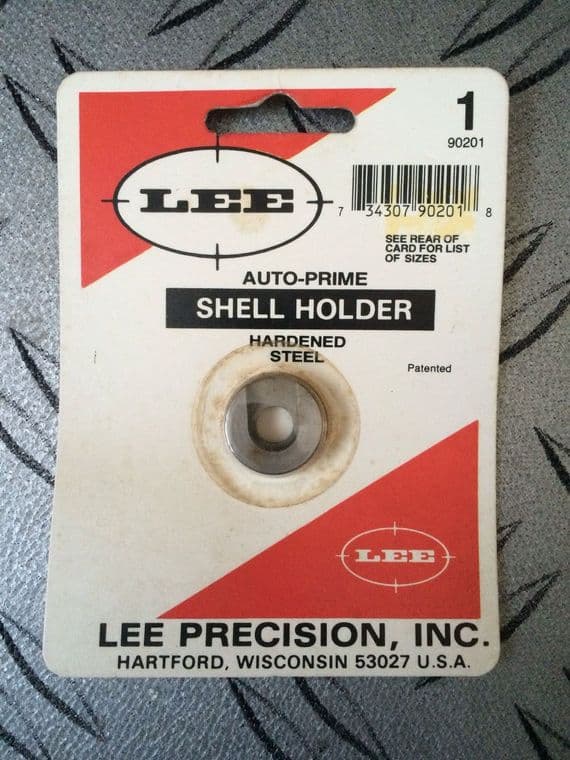 1
90201
LEE
7 34307 90201 8
SEE REAR OF
CARD FOR LIST
OF SIZES
AUTO-PRIME
SHELL HOLDER
HARDENED
STEEL
Patented
LEE
LEE PRECISION, INC.
HARTFORD, WISCONSIN 53027 U.S.A.